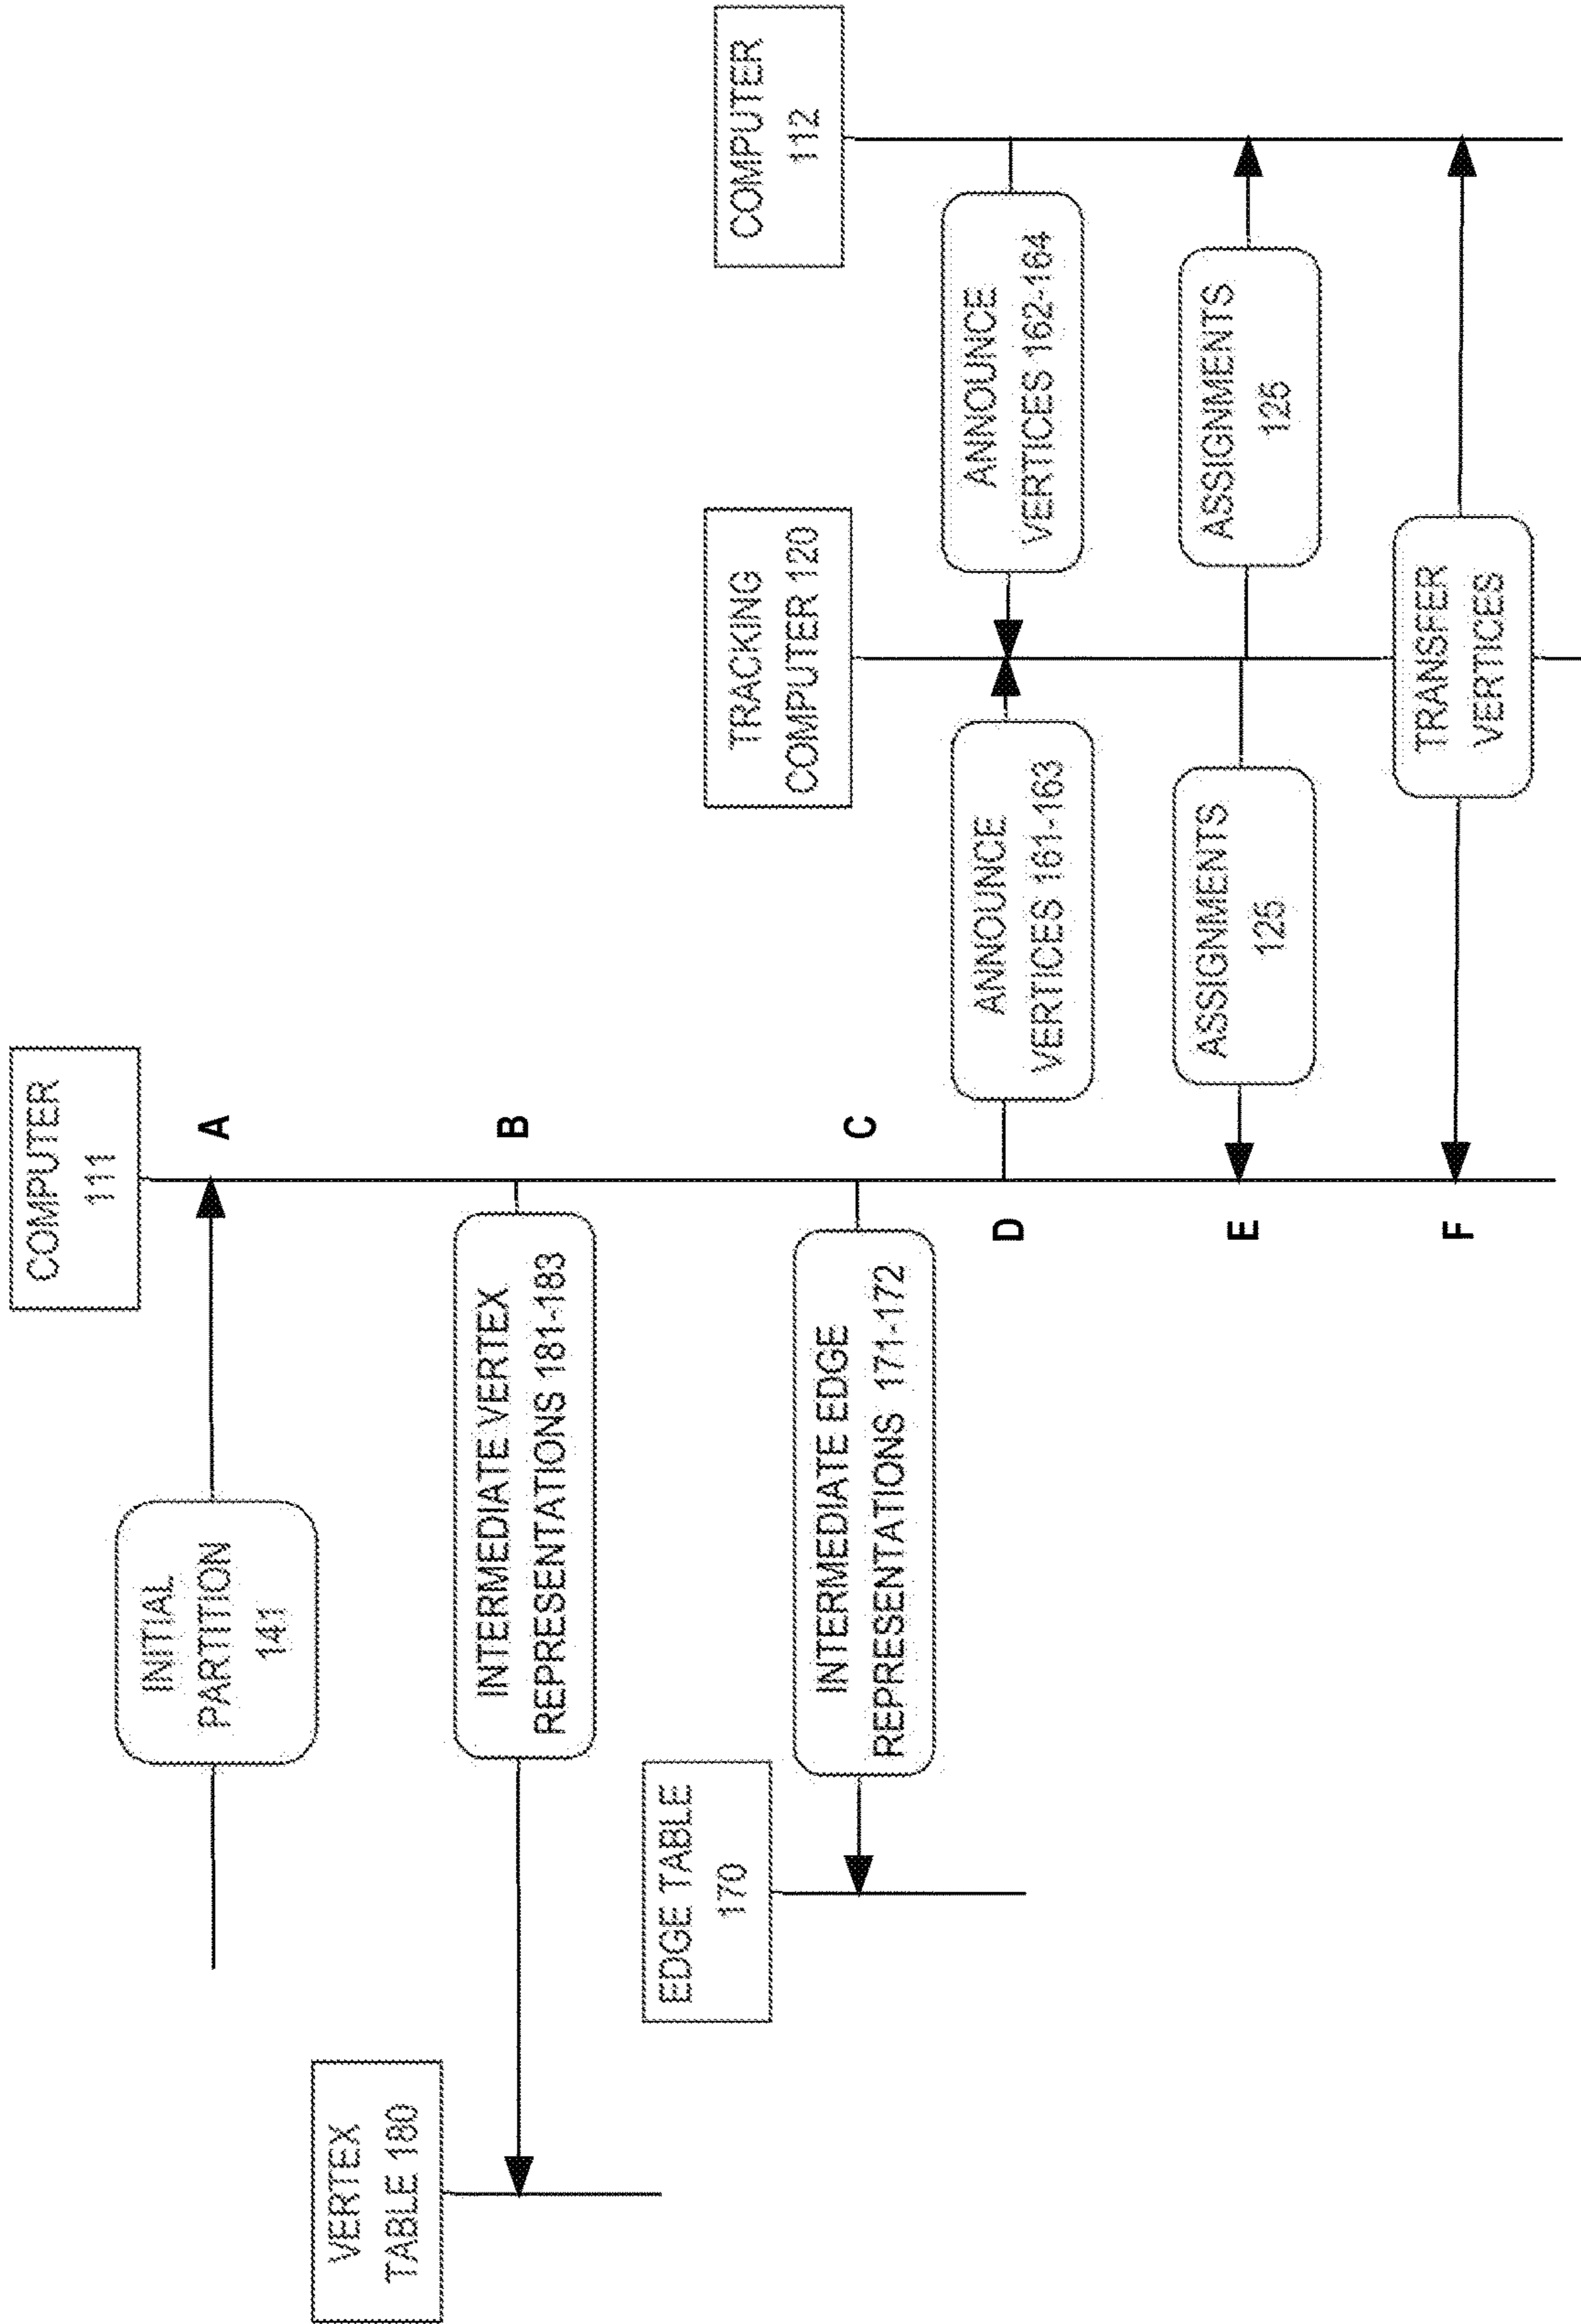 COMPUTER
111
INITIAL
PARTITION
141
A
VERTEX
TABLE 180
INTERMEDIATE VERTEX
REPRESENTATIONS 181-183
B
EDGE TABLE
170
INTERMEDIATE EDGE
REPRESENTATIONS 171-172
C
TRACKING
COMPUTER 120
COMPUTER
112
D
ANNOUNCE
VERTICES 161-163
ANNOUNCE
VERTICES 162-164
E
ASSIGNMENTS
125
ASSIGNMENTS
125
F
TRANSFER
VERTICES